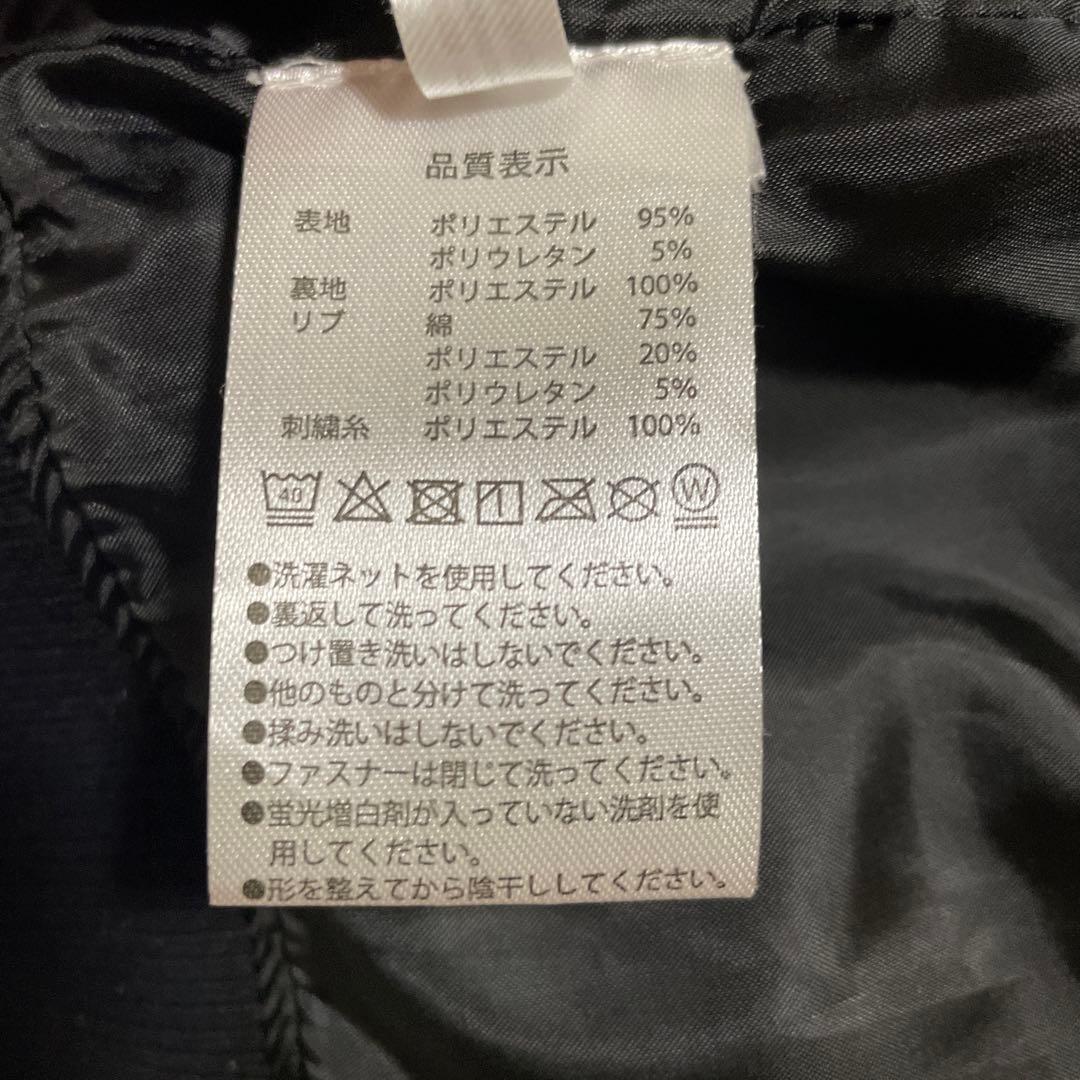 品質表示
表地 ポリエステル 95%
ポリウレタン 5%
裏地 ポリエステル 100%
リブ 綿 75%
ポリエステル 20%
ポリウレタン 5%
刺繍糸 ポリエステル 100%
40 W
●洗濯ネットを使用してください。
●裏返して洗ってください。
●つけ置き洗いはしないでください。
●他のものと分けて洗ってください。
●揉み洗いはしないでください。
●ファスナーは閉じて洗ってください。
●蛍光増白剤が入っていない洗剤を使
用してください。
●形を整えてから陰干ししてください。